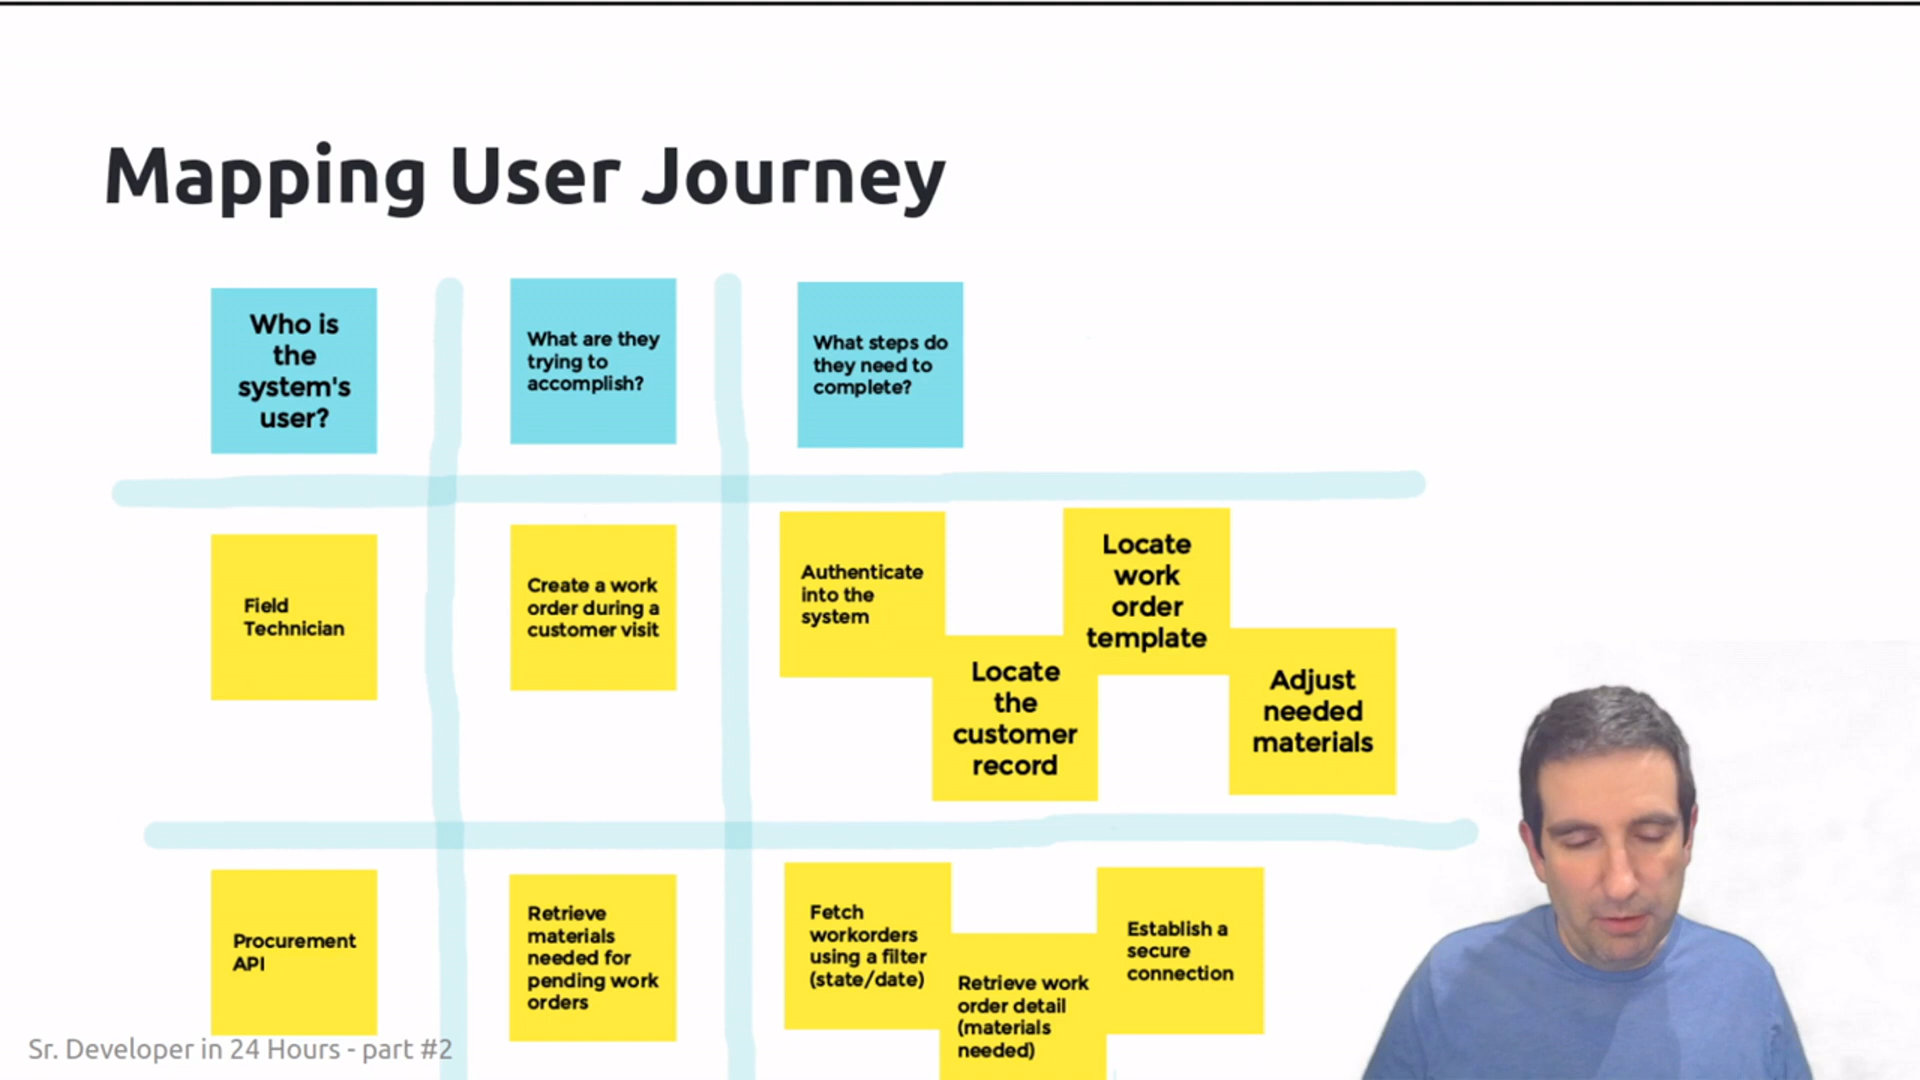 Mapping User Journey
Who is
the
system's
user?
What are they
trying to
accomplish?
What steps do
they need to
complete?
Field
Technician
Create a work
order during a
customer visit
Authenticate
into the
system
Locate
the
customer
record
Locate
work
order
template
Adjust
needed
materials
Procurement
API
Retrieve
materials
needed for
pending work
orders
Fetch
workorders
using a filter
(state/date)
Retrieve work
order detail
(materials
needed)
Establish a
secure
connection
Sr. Developer in 24 Hours - part #2